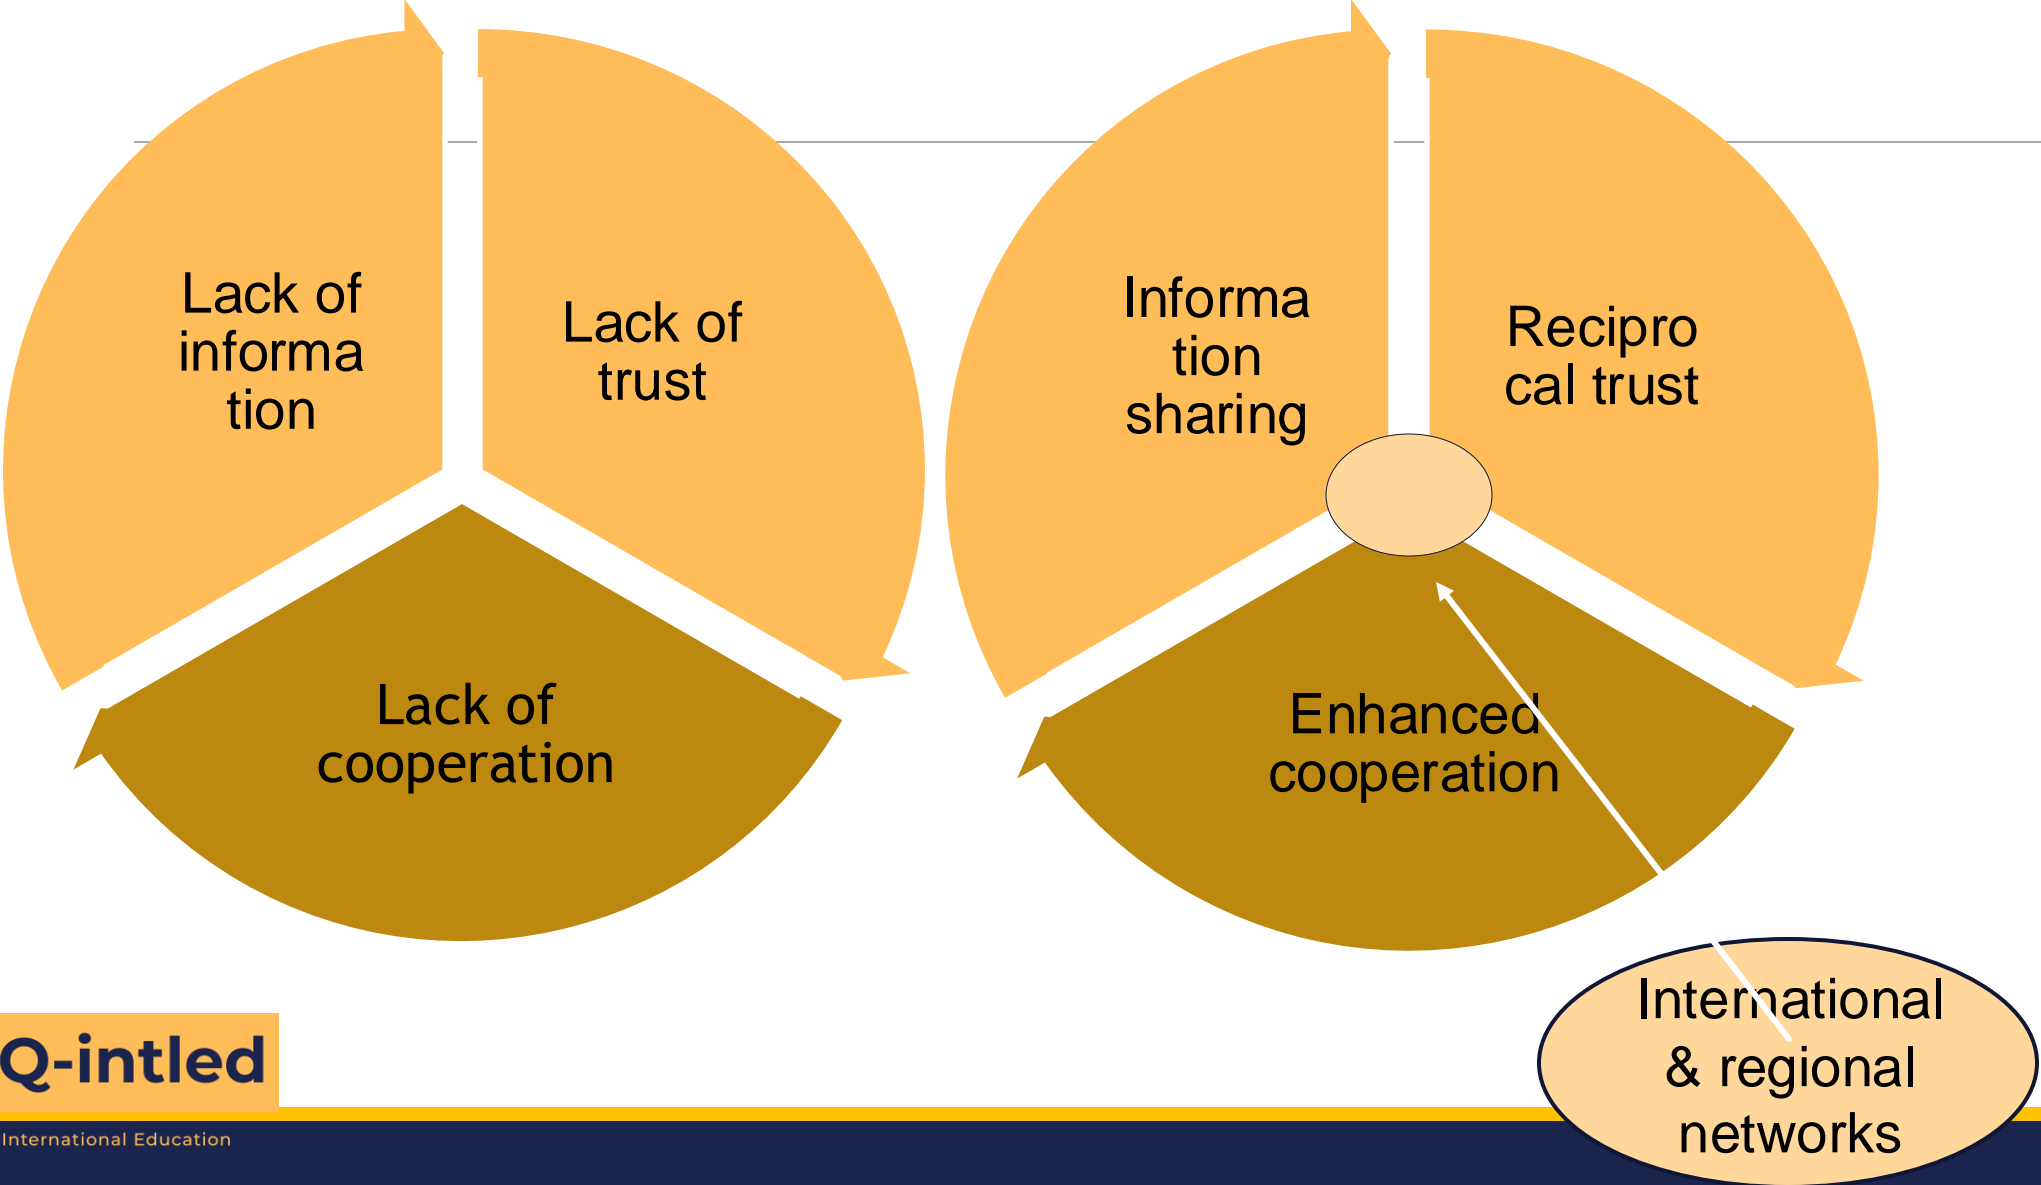 Lack of
informa
tion
Lack of
trust
Lack of
cooperation
Informa
tion
sharing
Recipro
cal trust
Enhanced
cooperation
International
& regional
networks
Q-intled
International Education